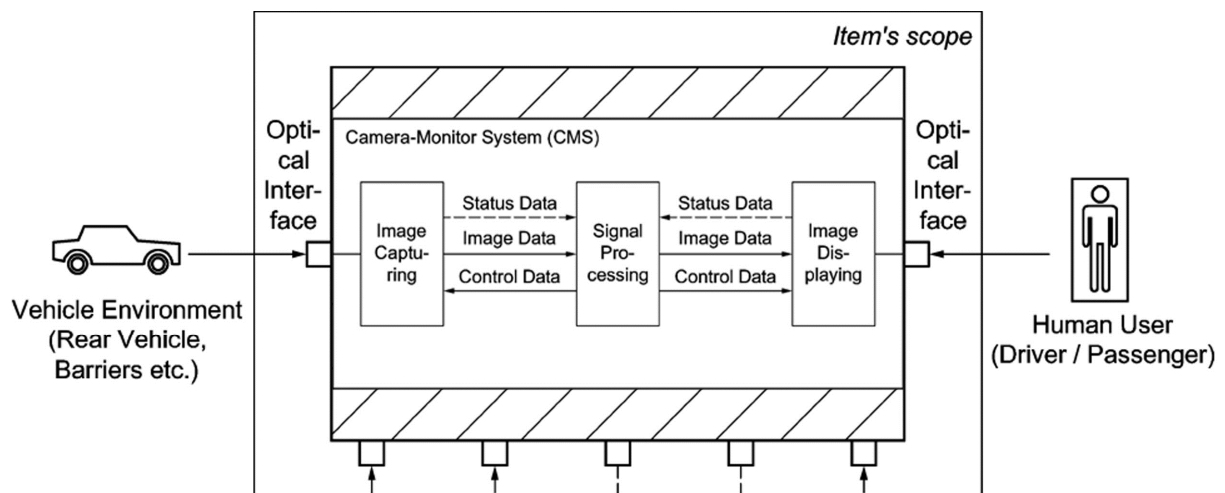 Item's scope
Opti-
cal
Inter-
face
Camera-Monitor System (CMS)
Opti-
cal
Inter-
face
Image
Captu-
ring
Status Data
Image Data
Control Data
Signal
Pro-
cessing
Status Data
Image Data
Control Data
Image
Dis-
playing
Vehicle Environment
(Rear Vehicle,
Barriers etc.)
Human User
(Driver / Passenger)